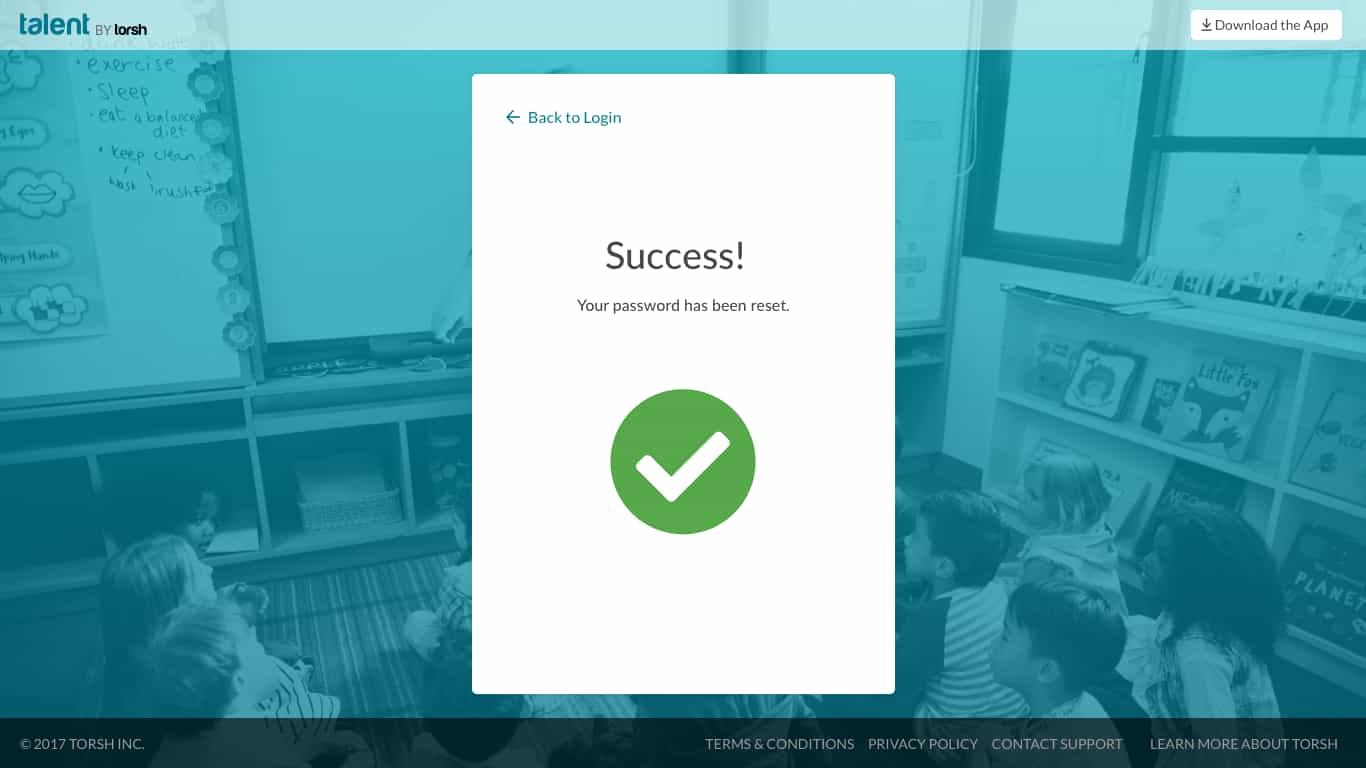 talent BY torsh
Download the App
exercise
Sleep
eat a balanced
diet
keep clean
wash brush
Back to Login
Success!
Your password has been reset.
Little Fox
PLANET
© 2017 TORSH INC.
TERMS & CONDITIONS PRIVACY POLICY CONTACT SUPPORT LEARN MORE ABOUT TORSH